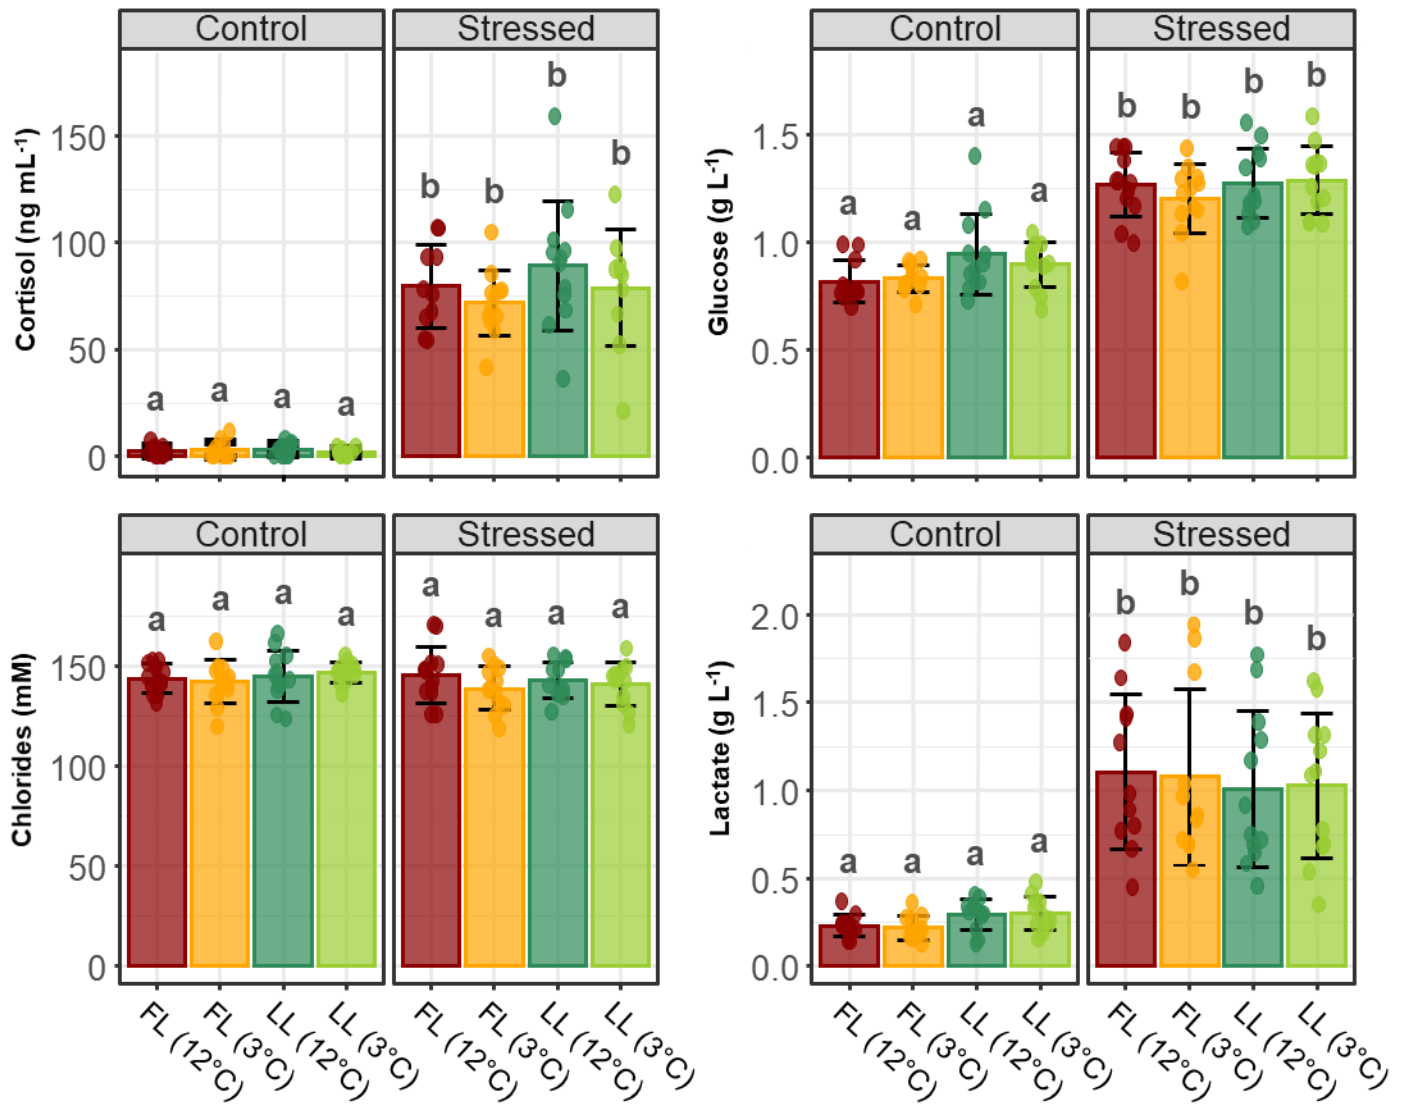 Control Stressed
b
b
b
b
a a a a
Cortisol (ng mL-1)
150
100
50
0
Control Stressed
a
a
a
a
b b b b
Glucose (g L-1)
1.5
1.0
0.5
0.0
Control Stressed
a a a a
a a a a
Chlorides (mM)
150
100
50
0
FL (12°C) FL (3°C) LL (12°C) LL (3°C) FL (12°C) FL (3°C) LL (12°C) LL (3°C)
Control Stressed
a a a a
b b b b
Lactate (g L-1)
2.0
1.5
1.0
0.5
0.0
FL (12°C) FL (3°C) LL (12°C) LL (3°C) FL (12°C) FL (3°C) LL (12°C) LL (3°C)